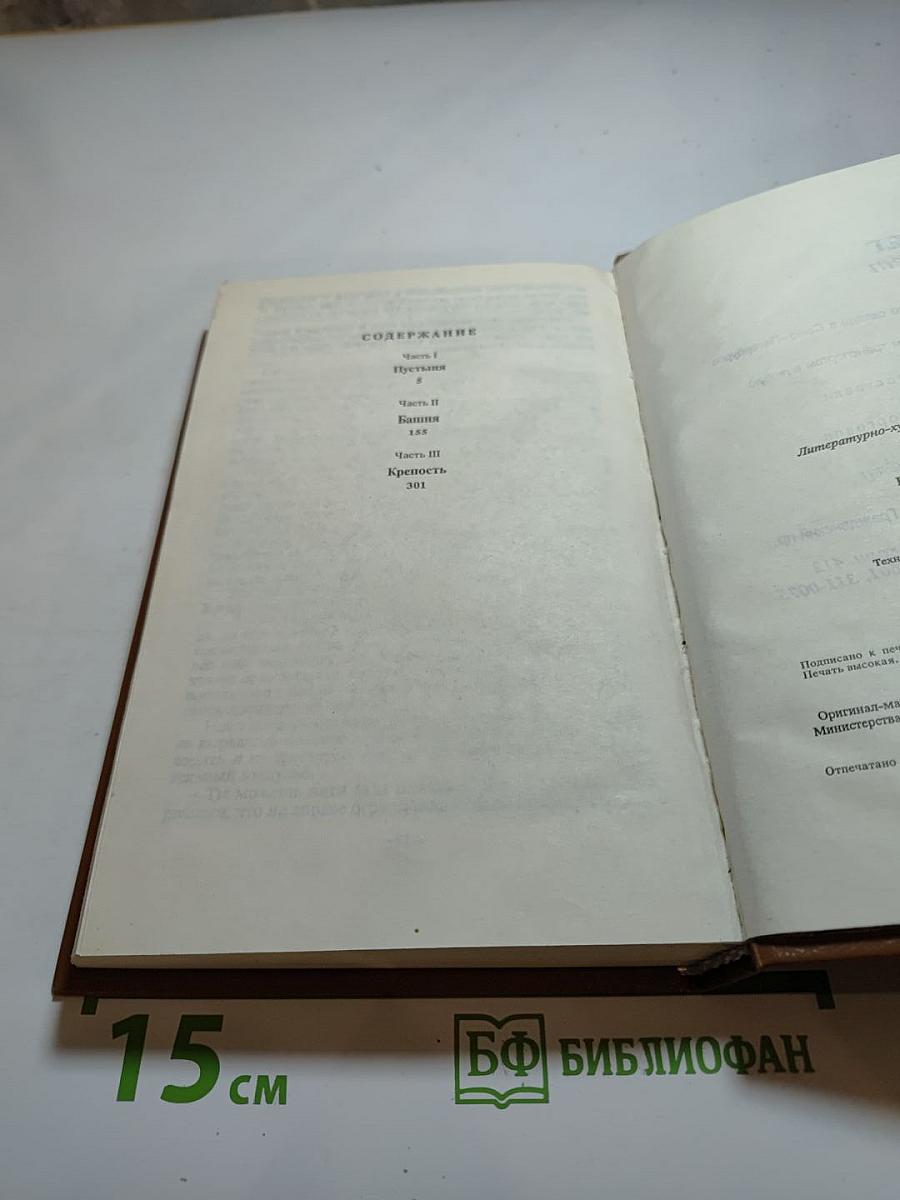 СОДЕРЖАНИЕ
Часть I
Пустыня
5
Часть II
Башня
155
Часть III
Крепость
301
Литературно-ху
Техн
Подписано к печ
Печать высокая.
Оригинал-ма
Министерства
Отпечатано
15 см
БФ БИБЛИОФАН